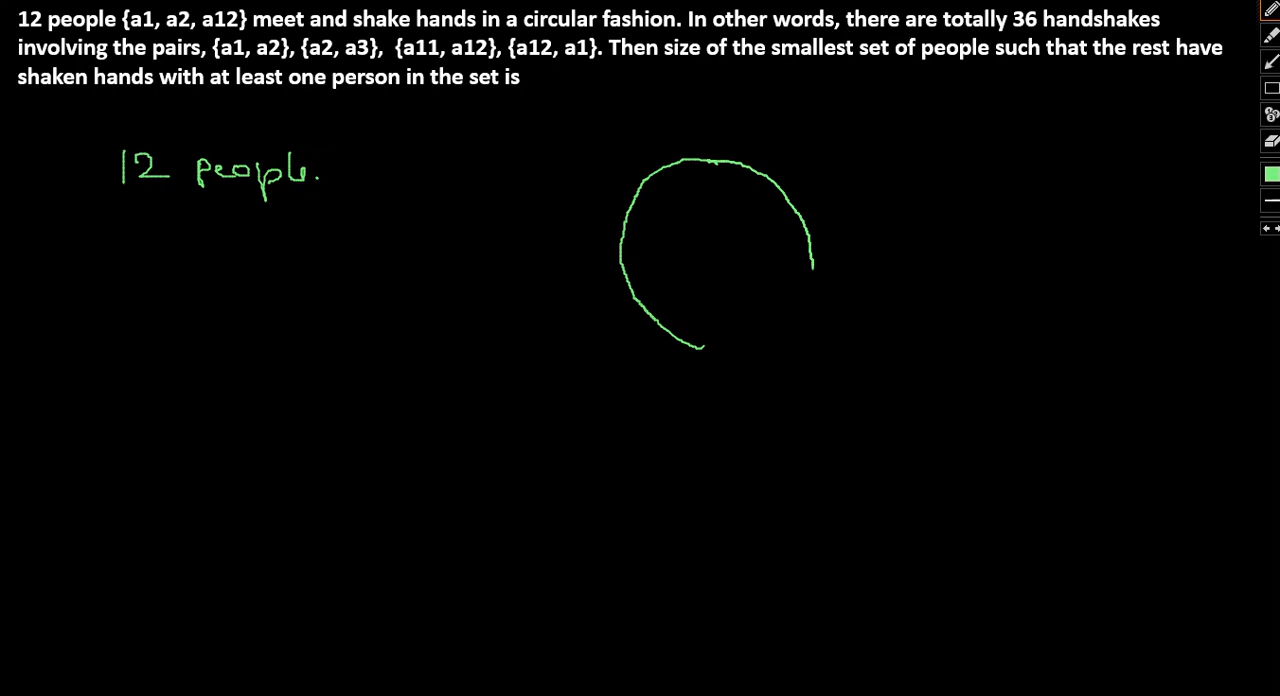 12 people {a1, a2, a12} meet and shake hands in a circular fashion. In other words, there are totally 36 handshakes
involving the pairs, {a1, a2}, {a2, a3},  {a11, a12}, {a12, a1}. Then size of the smallest set of people such that the rest have
shaken hands with at least one person in the set is
12 people.